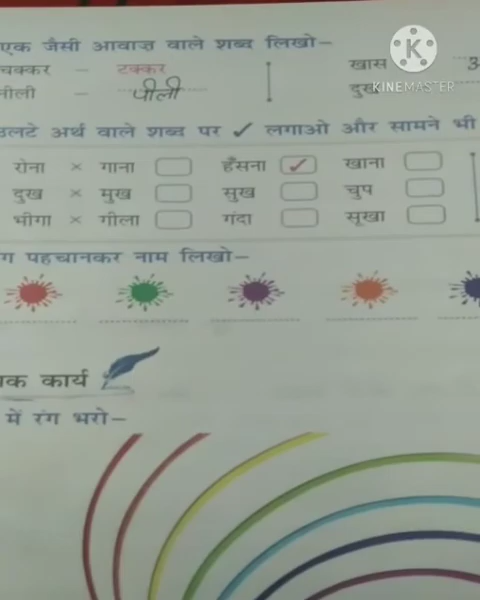 एक जैसी आवाज़ वाले शब्द लिखो–
चक्कर – टक्कर
नीली – पीली
खास
दुख
KINEMASTER
उलटे अर्थ वाले शब्द पर ✓ लगाओ और सामने भी
रोना × गाना हँसना ✓ खाना
दुख × मुख सुख चुप
भीगा × गीला गंदा सूखा
पहचानकर नाम लिखो–
कार्य
में रंग भरो–